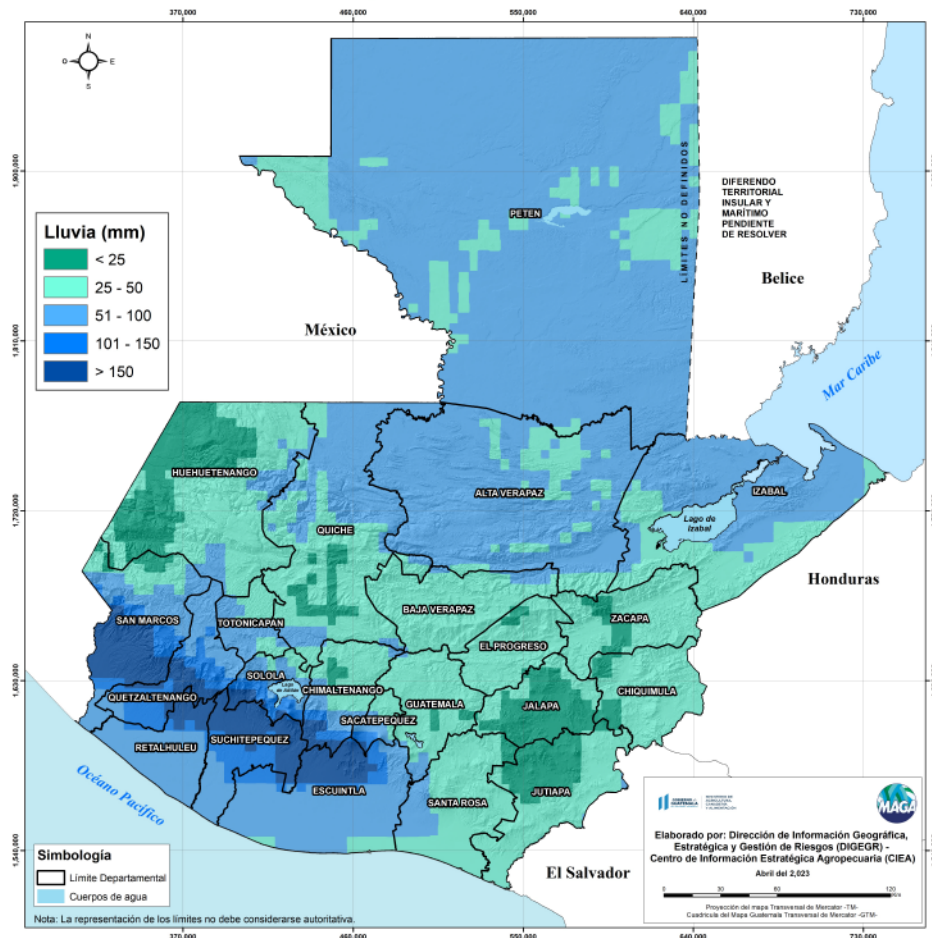 370,000
460,000
550,000
640,000
730,000
N
O
E
S
1,900,000
1,810,000
1,720,000
1,630,000
1,540,000
PETEN
LÍMITES NO DEFINIDOS
DIFERENDO
TERRITORIAL
INSULAR Y
MARÍTIMO
PENDIENTE
DE RESOLVER
Lluvia (mm)
< 25
25 - 50
51 - 100
101 - 150
> 150
Belice
México
Mar Caribe
HUEHUETENANGO
ALTA VERAPAZ
IZABAL
QUICHE
Lago de
Izabal
Honduras
BAJA VERAPAZ
ZACAPA
SAN MARCOS
TOTONICAPAN
EL PROGRESO
SOLOLA
CHIMALTENANGO
CHIQUIMULA
QUETZALTENANGO
GUATEMALA
JALAPA
SACATEPEQUEZ
SUCHITEPEQUEZ
RETALHULEU
ESCUINTLA
JUTIAPA
SANTA ROSA
Océano Pacífico
El Salvador
Simbología
Límite Departamental
Cuerpos de agua
Nota: La representación de los límites no debe considerarse autoritativa.
GUATEMALA
MAGA
Elaborado por: Dirección de Información Geográfica,
Estratégica y Gestión de Riesgos (DIGEGR) -
Centro de Información Estratégica Agropecuaria (CIEA)
Abril del 2,023
0 30 60 120
Proyección del mapa Transversal de Mercator -TM-
Cuadrícula del Mapa Guatemala Transversal de Mercator -GTM-
370,000
460,000
550,000
640,000
730,000